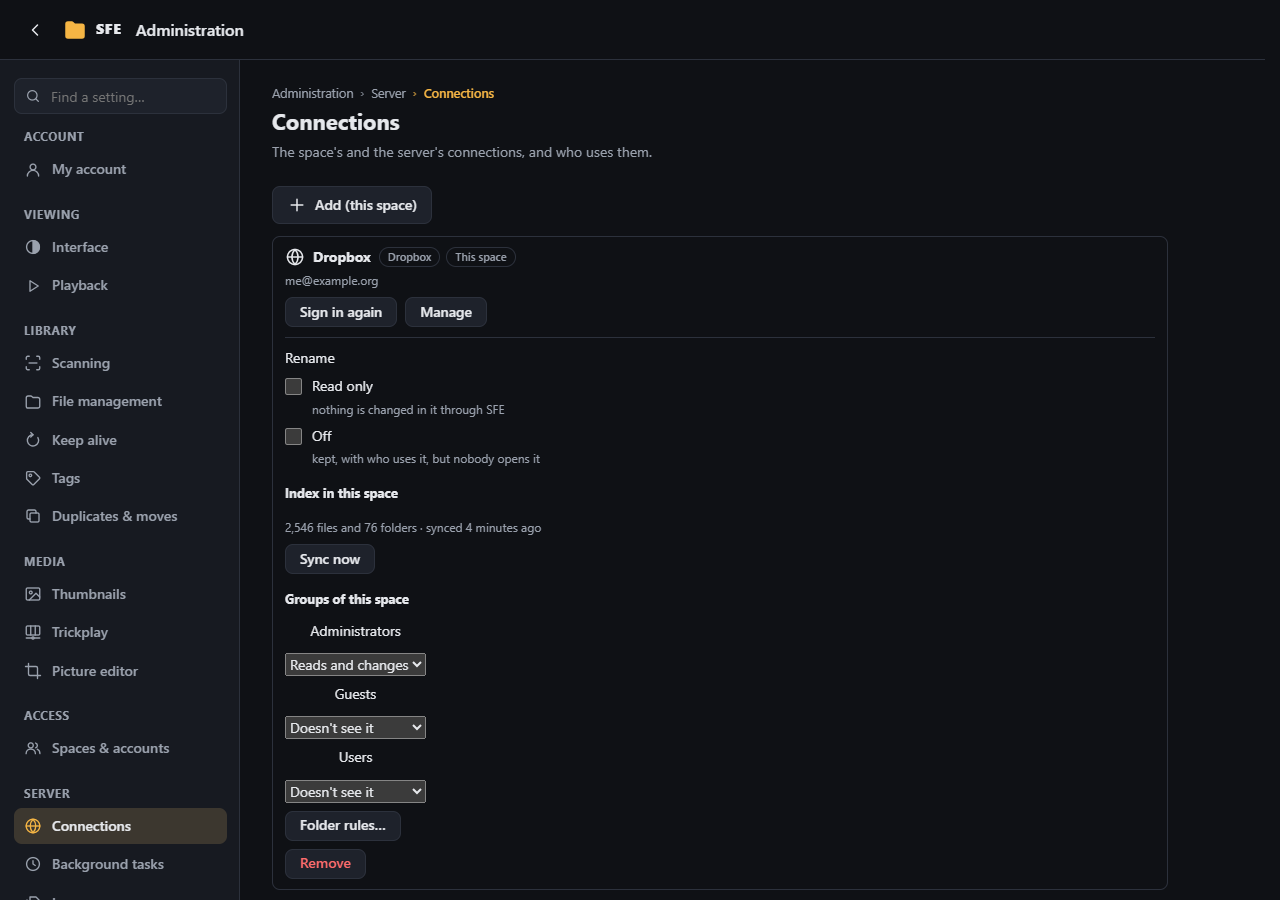 SFE Administration
Find a setting...
ACCOUNT
My account
VIEWING
Interface
Playback
LIBRARY
Scanning
File management
Keep alive
Tags
Duplicates & moves
MEDIA
Thumbnails
Trickplay
Picture editor
ACCESS
Spaces & accounts
SERVER
Connections
Background tasks
Administration › Server › Connections
Connections
The space's and the server's connections, and who uses them.
Add (this space)
Dropbox Dropbox This space
me@example.org
Sign in again Manage
Rename
Read only
nothing is changed in it through SFE
Off
kept, with who uses it, but nobody opens it
Index in this space
2,546 files and 76 folders · synced 4 minutes ago
Sync now
Groups of this space
Administrators
Reads and changes
Guests
Doesn't see it
Users
Doesn't see it
Folder rules...
Remove